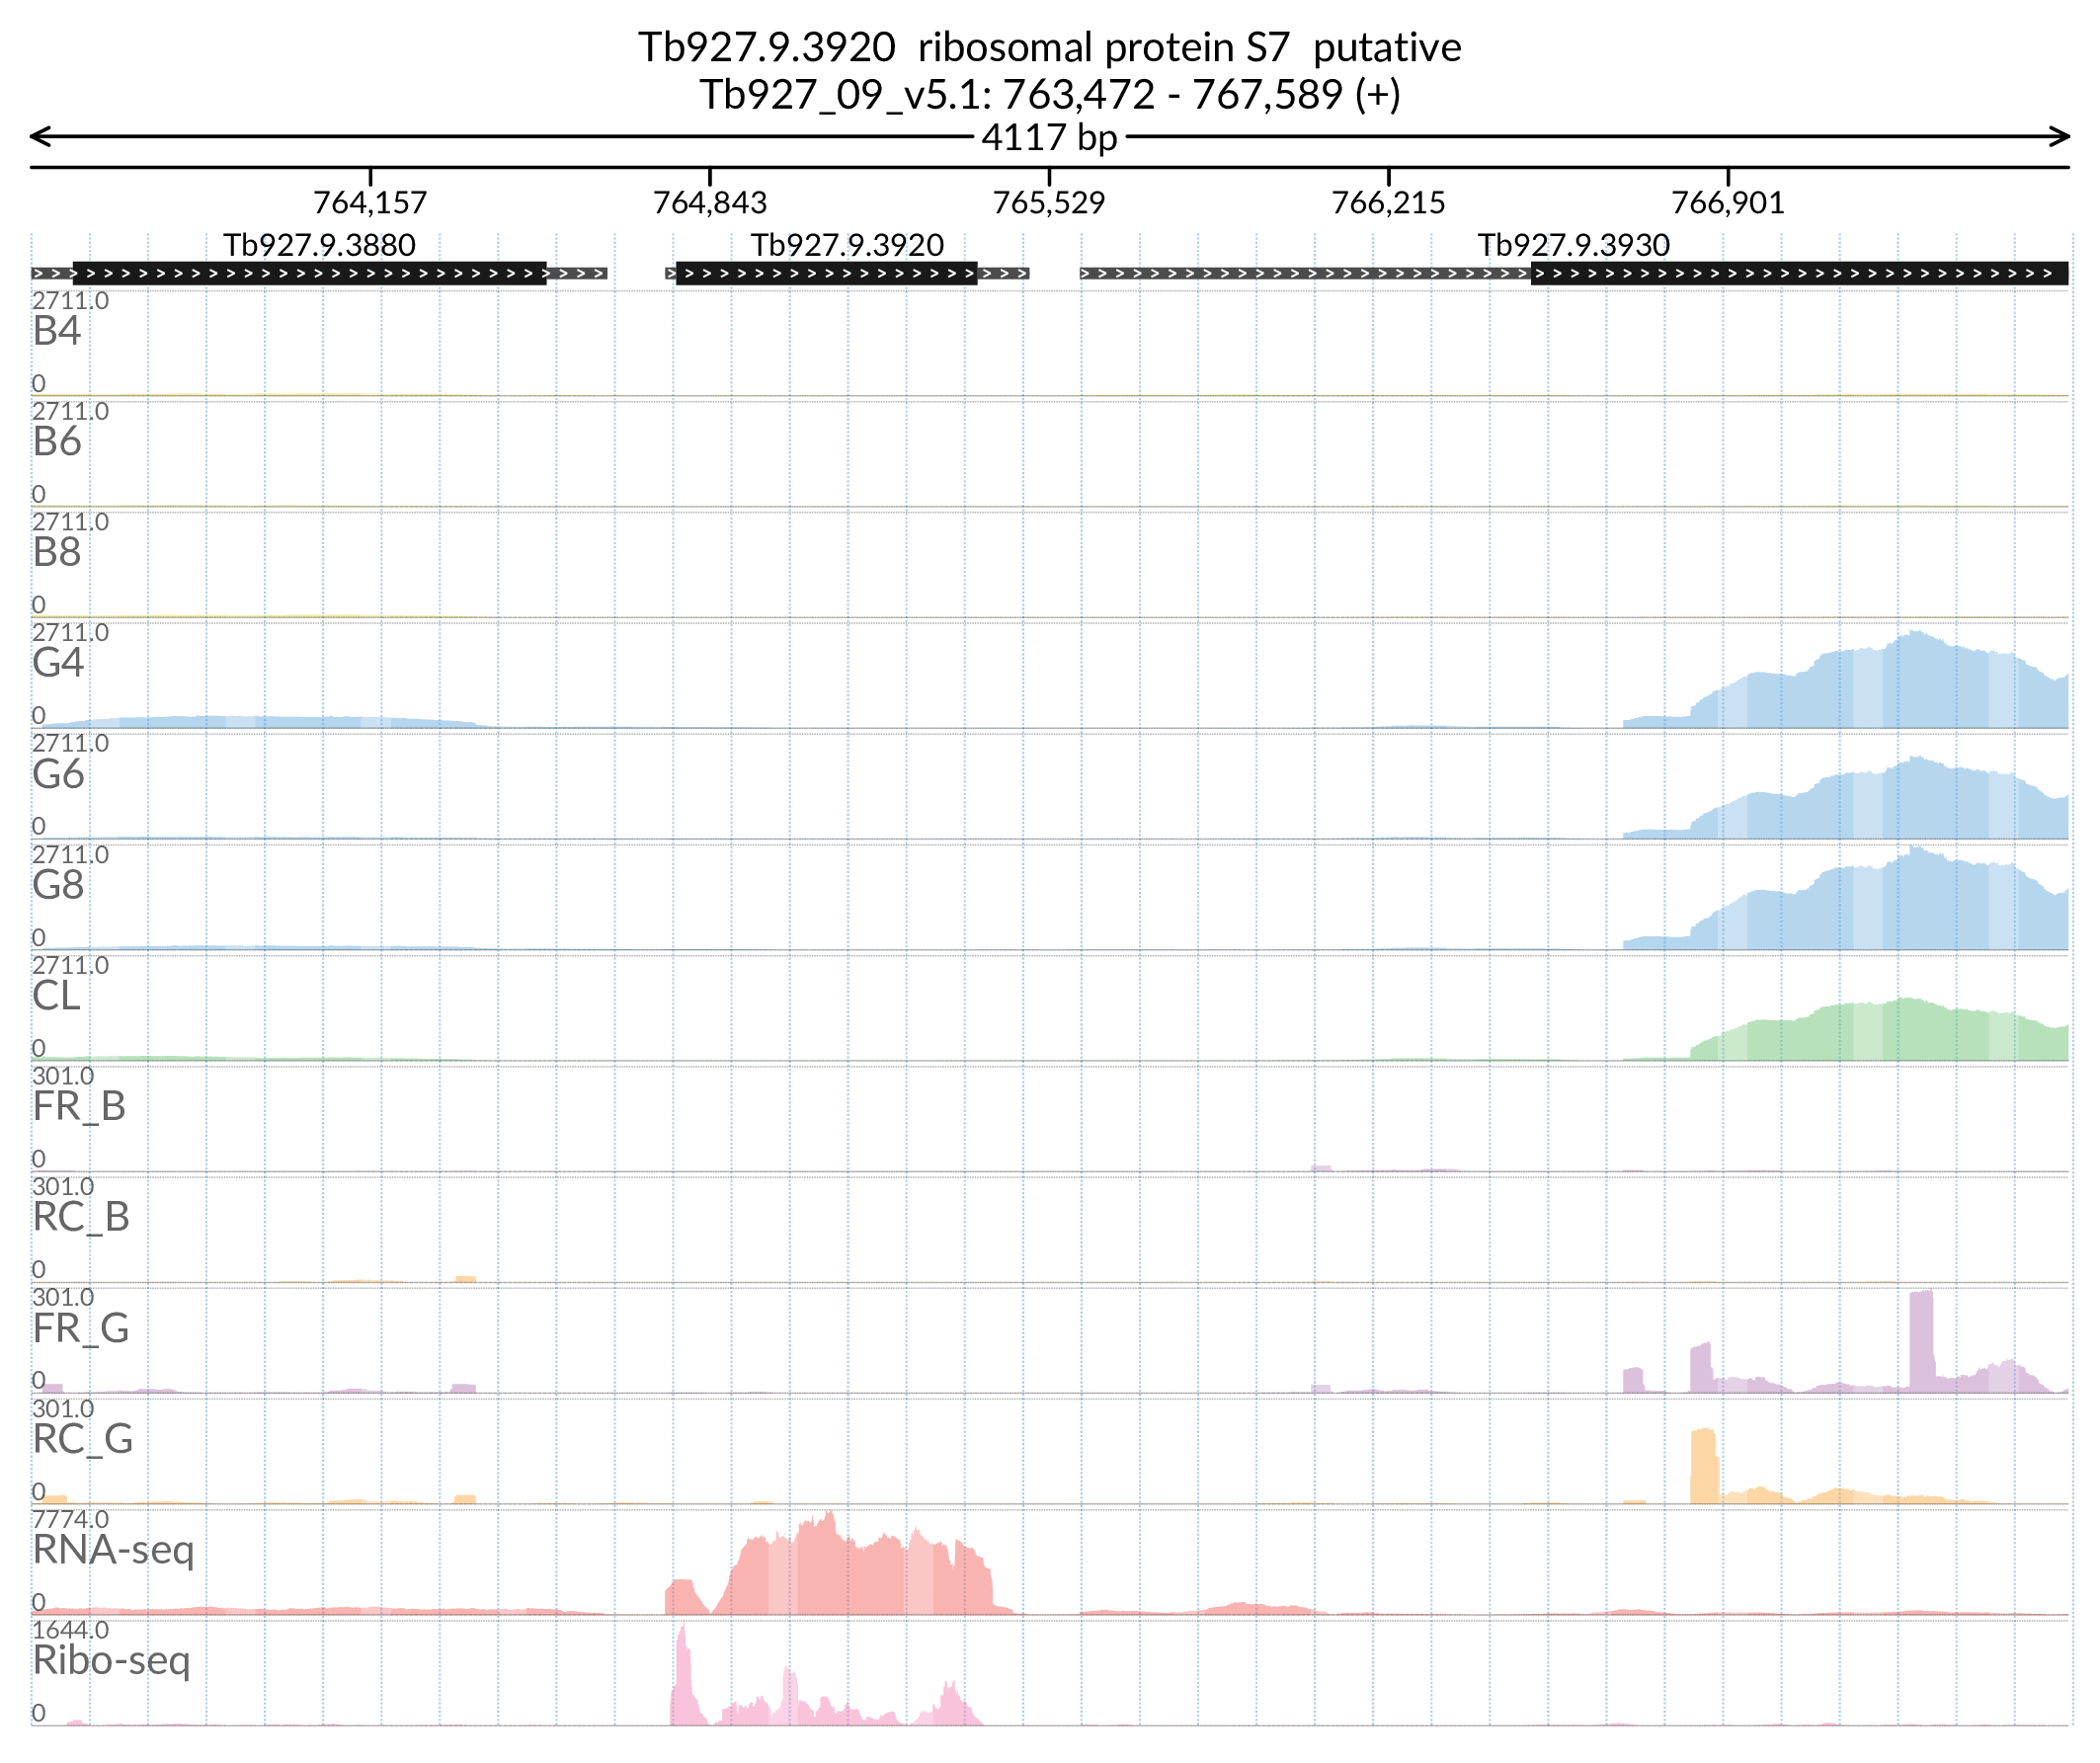 Tb927.9.3920 ribosomal protein S7 putative
Tb927_09_v5.1: 763,472 - 767,589 (+)
4117 bp
764,157 764,843 765,529 766,215 766,901
Tb927.9.3880 Tb927.9.3920 Tb927.9.3930
2711.0
B4
0
2711.0
B6
0
2711.0
B8
0
2711.0
G4
0
2711.0
G6
0
2711.0
G8
0
2711.0
CL
0
301.0
FR_B
0
301.0
RC_B
0
301.0
FR_G
0
301.0
RC_G
0
7774.0
RNA-seq
0
1644.0
Ribo-seq
0